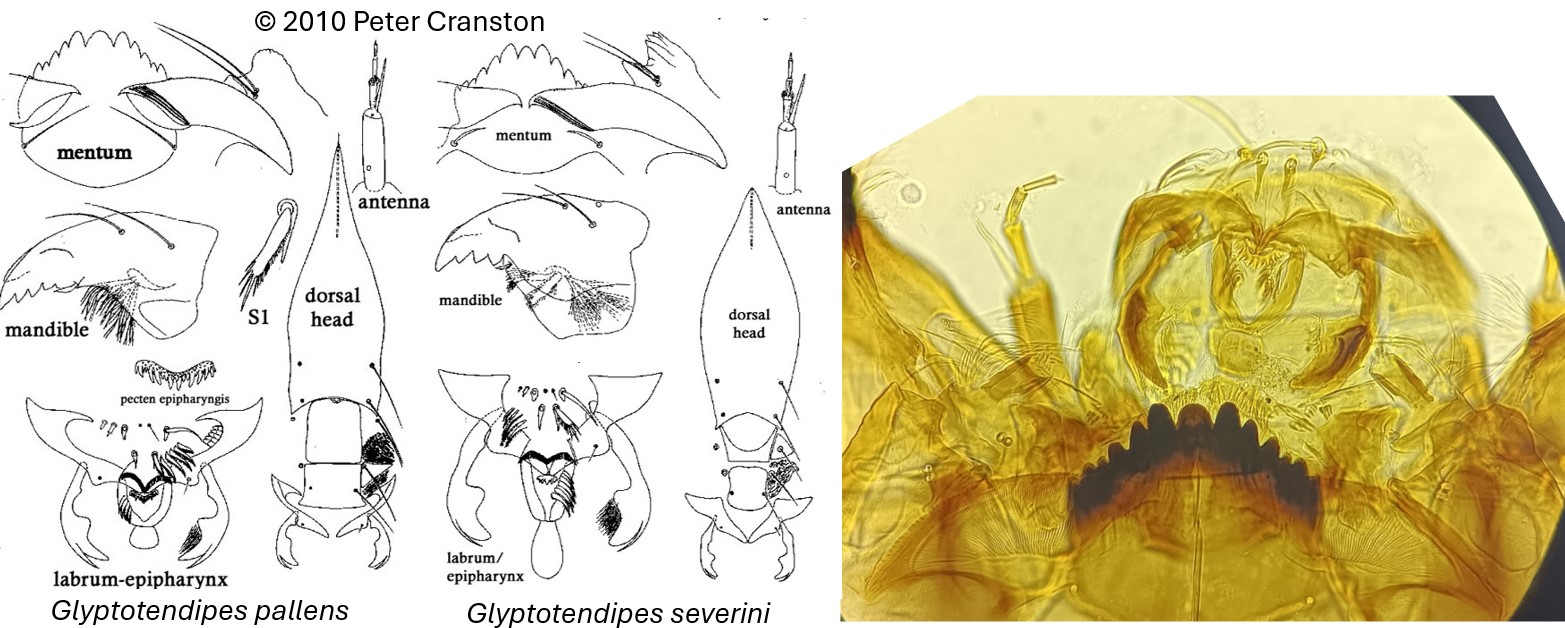 © 2010 Peter Cranston
mentum
antenna
S1
mandible
dorsal
head
pecten epipharyngis
labrum-epipharynx
Glyptotendipes pallens
mentum
antenna
mandible
dorsal
head
labrum/
epipharynx
Glyptotendipes severini